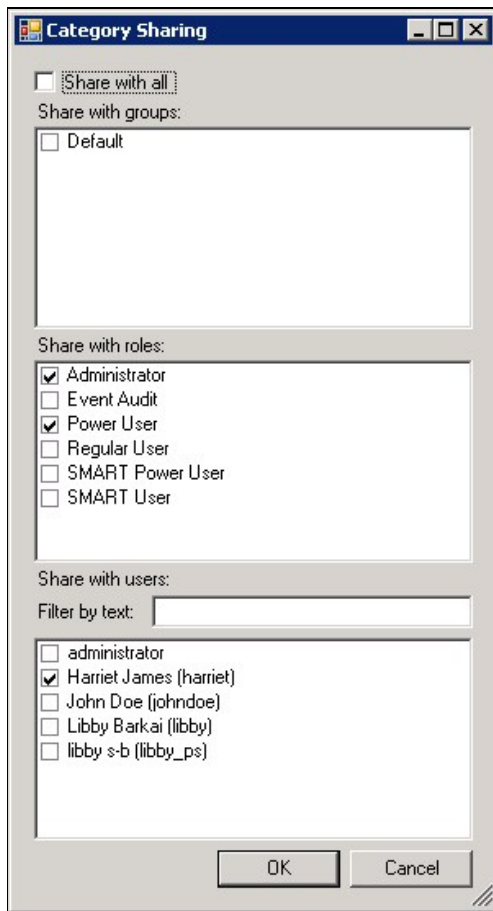 Category Sharing
Share with all
Share with groups:
Default
Share with roles:
Administrator
Event Audit
Power User
Regular User
SMART Power User
SMART User
Share with users:
Filter by text:
administrator
Harriet James (harriet)
John Doe (johndoe)
Libby Barkai (libby)
libby s-b (libby_ps)
OK Cancel